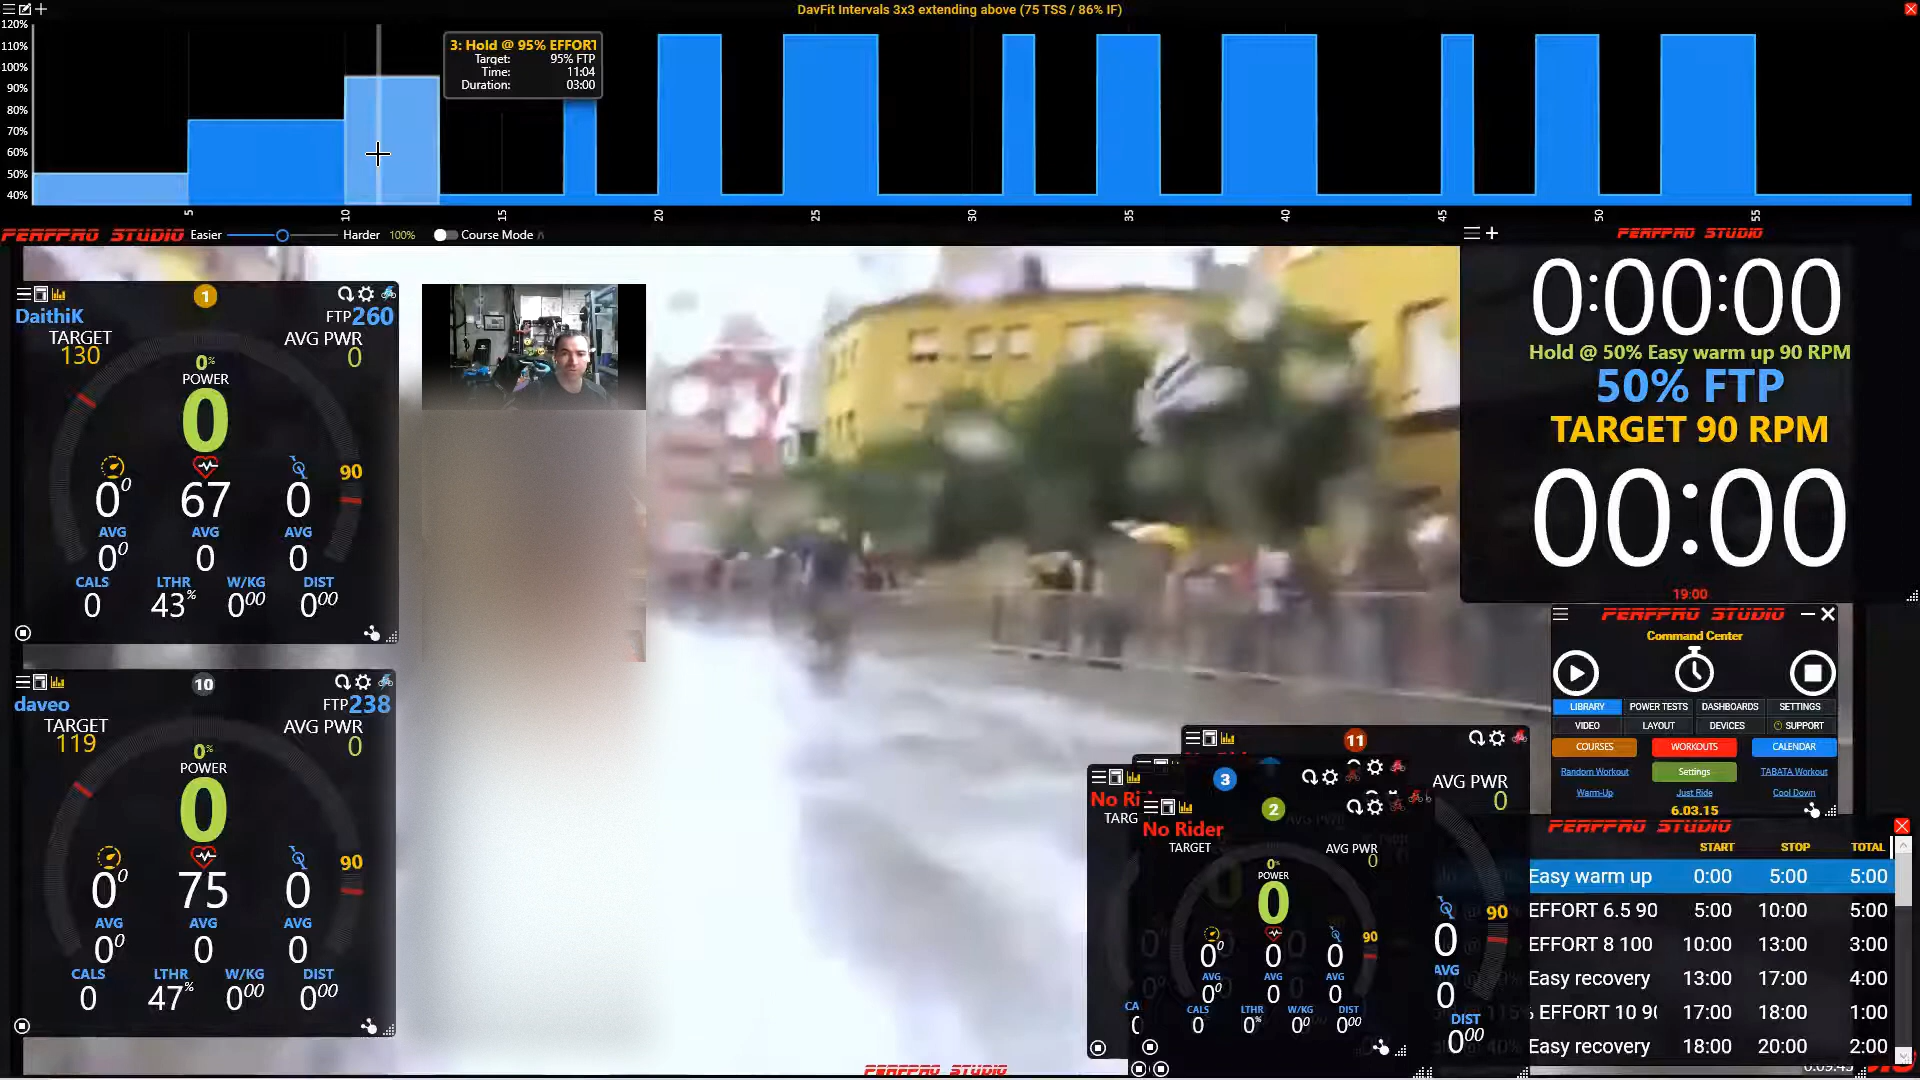 DavFit Intervals 3x3 extending above (75 TSS / 86% IF)
120%
110%
100%
90%
80%
70%
60%
50%
40%
3: Hold @ 95% EFFORT
Target: 95% FTP
Time: 11:04
Duration: 03:00
5 10 15 20 25 30 35 40 45 50 55
PERFPRO STUDIO Easier Harder 100% Course Mode
PERFPRO STUDIO
0:00:00
Hold @ 50% Easy warm up 90 RPM
50% FTP
TARGET 90 RPM
00:00
19:00
1
DaithiK FTP260
TARGET AVG PWR
130 0
0%
POWER
0
90
0⁰ 67 0
AVG AVG AVG
0⁰ 0 0
CALS LTHR W/KG DIST
0 43% 0⁰⁰ 0⁰⁰
10
daveo FTP238
TARGET AVG PWR
119 0
0%
POWER
0
90
0⁰ 75 0
AVG AVG AVG
0⁰ 0 0
CALS LTHR W/KG DIST
0 47% 0⁰⁰ 0⁰⁰
PERFPRO STUDIO
Command Center
LIBRARY POWER TESTS DASHBOARDS SETTINGS
VIDEO LAYOUT DEVICES SUPPORT
COURSES WORKOUTS CALENDAR
Random Workout Settings TABATA Workout
Warm-Up Just Ride Cool Down
6.03.15
11
AVG PWR
0
90
0
AVG
0
DIST
0⁰⁰
3
No Ri
TARG
CA
2
No Rider
TARGET AVG PWR
0
0%
POWER
0
90
0⁰ 0 0
AVG AVG AVG
0⁰ 0 0
CALS LTHR W/KG DIST
0 0% 0⁰ 0⁰⁰
PERFPRO STUDIO
START STOP TOTAL
Easy warm up 0:00 5:00 5:00
EFFORT 6.5 90 5:00 10:00 5:00
EFFORT 8 100 10:00 13:00 3:00
Easy recovery 13:00 17:00 4:00
EFFORT 10 90 17:00 18:00 1:00
Easy recovery 18:00 20:00 2:00
PERFPRO STUDIO